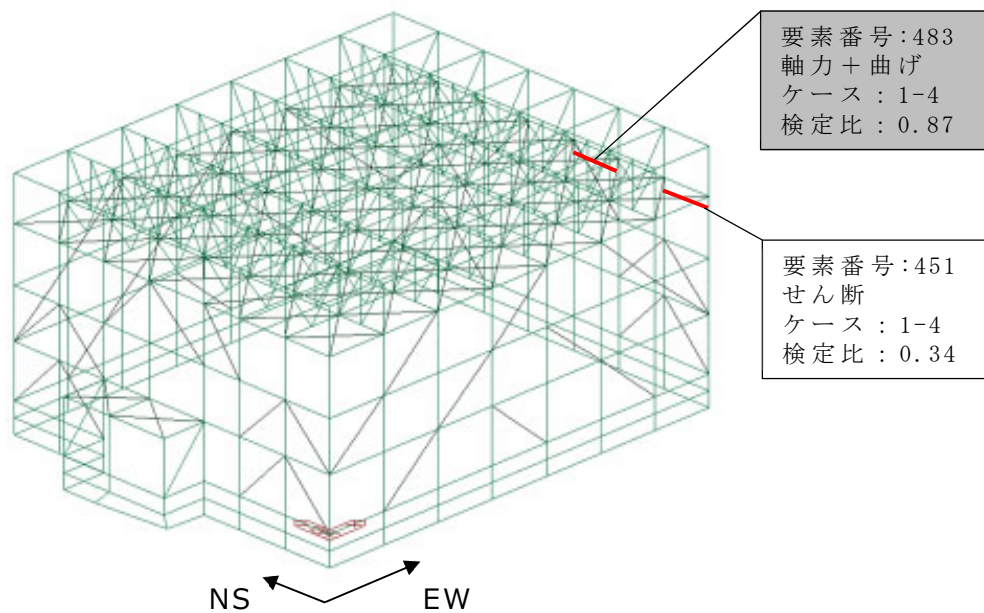 要素番号:483
軸力＋曲げ
ケース：1-4
検定比：0.87
要素番号:451
せん断
ケース：1-4
検定比：0.34
NS
EW